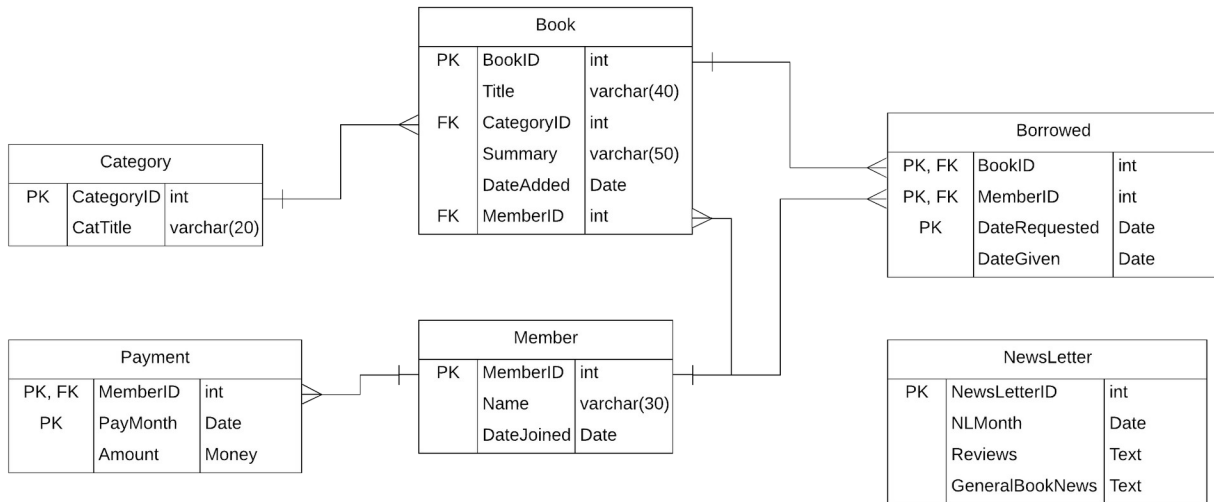 Book
PK BookID int
Title varchar(40)
FK CategoryID int
Summary varchar(50)
DateAdded Date
FK MemberID int
Category
PK CategoryID int
CatTitle varchar(20)
Borrowed
PK, FK BookID int
PK, FK MemberID int
PK DateRequested Date
DateGiven Date
Payment
PK, FK MemberID int
PK PayMonth Date
Amount Money
Member
PK MemberID int
Name varchar(30)
DateJoined Date
NewsLetter
PK NewsLetterID int
NLMonth Date
Reviews Text
GeneralBookNews Text